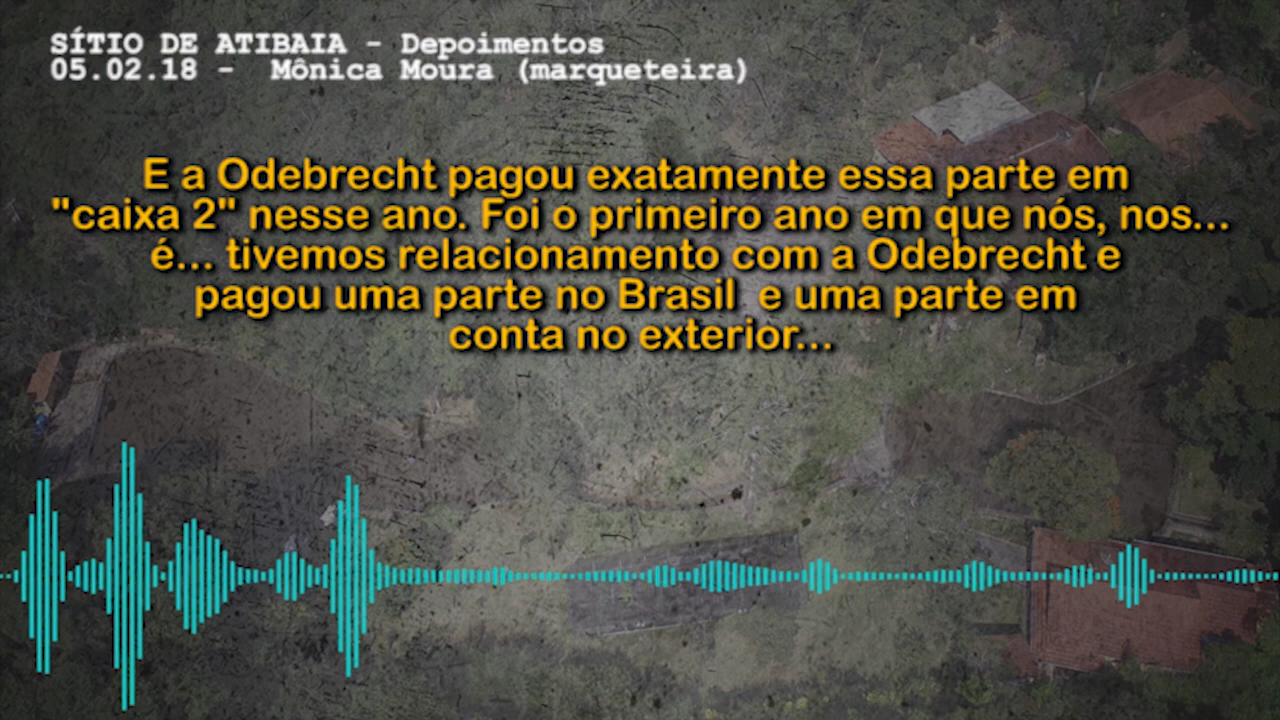 SÍTIO DE ATIBAIA - Depoimentos
05.02.18 - Mônica Moura (marqueteira)
E a Odebrecht pagou exatamente essa parte em
"caixa 2" nesse ano. Foi o primeiro ano em que nós, nos...
é... tivemos relacionamento com a Odebrecht e
pagou uma parte no Brasil e uma parte em
conta no exterior...